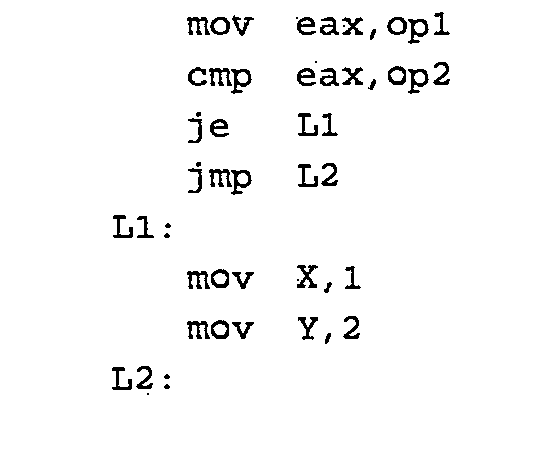 mov eax,op1
cmp eax,op2
je L1
jmp L2
L1:
mov X,1
mov Y,2
L2: